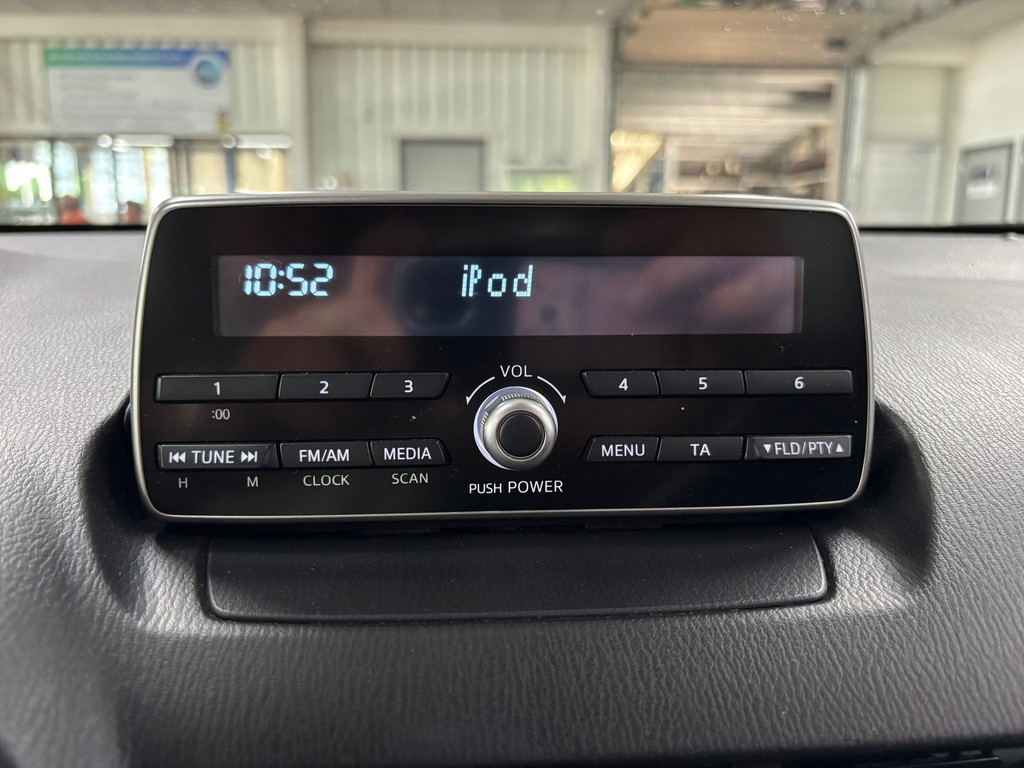 10:52 iPod
VOL
1 2 3 4 5 6
:00
TUNE FM/AM MEDIA MENU TA ▼FLD/PTY▲
H M CLOCK SCAN
PUSH POWER